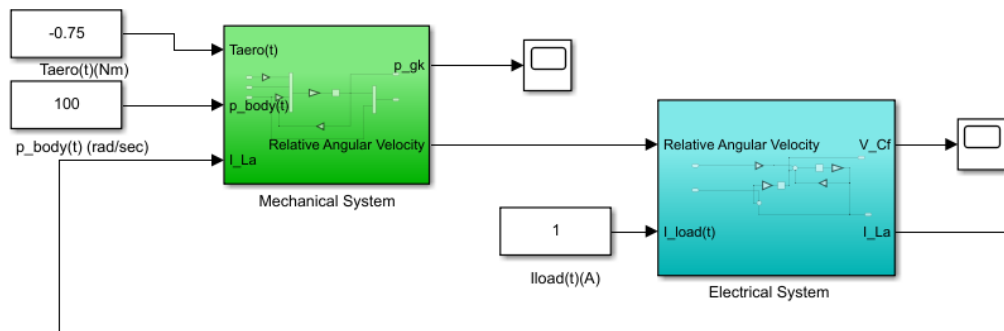 -0.75
Taero(t)(Nm)
100
p_body(t) (rad/sec)
Taero(t)
p_gk
p_body(t)
Relative Angular Velocity
I_La
Mechanical System
1
Iload(t)(A)
Relative Angular Velocity
V_Cf
I_load(t)
I_La
Electrical System